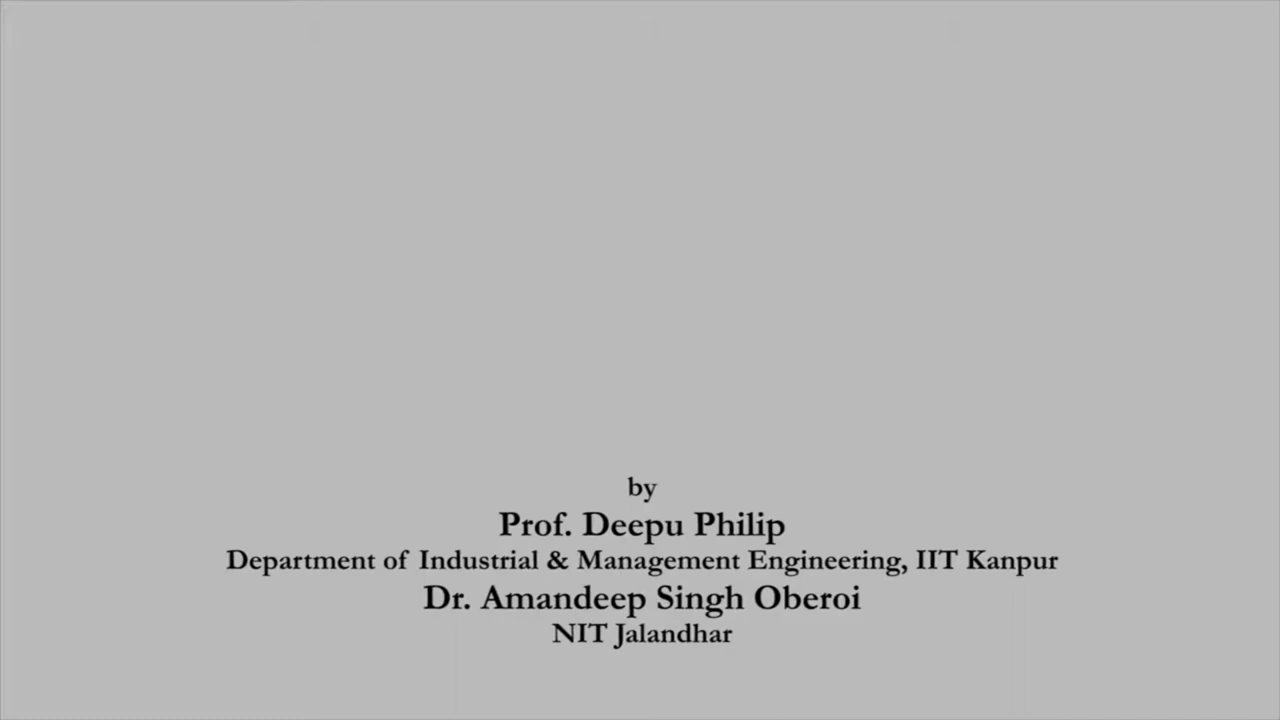 by
Prof. Deepu Philip
Department of Industrial & Management Engineering, IIT Kanpur
Dr. Amandeep Singh Oberoi
NIT Jalandhar